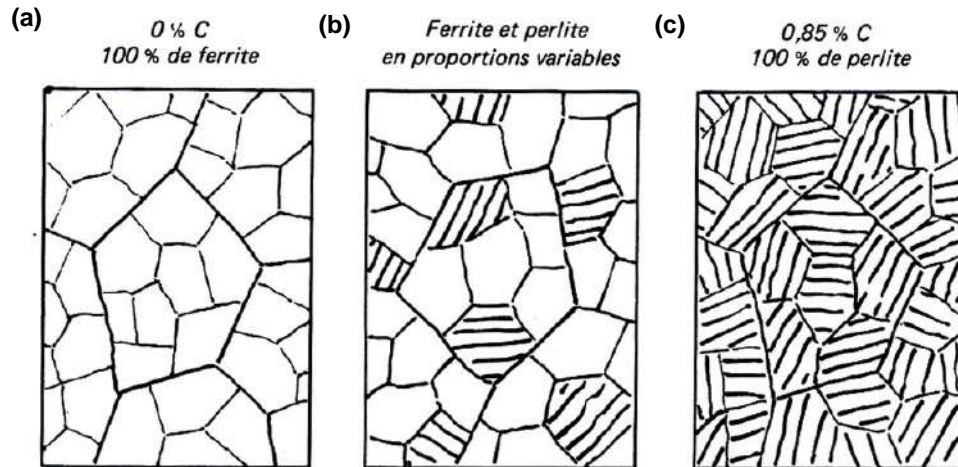 (a)
0 % C
100 % de ferrite
(b)
Ferrite et perlite
en proportions variables
(c)
0,85 % C
100 % de perlite